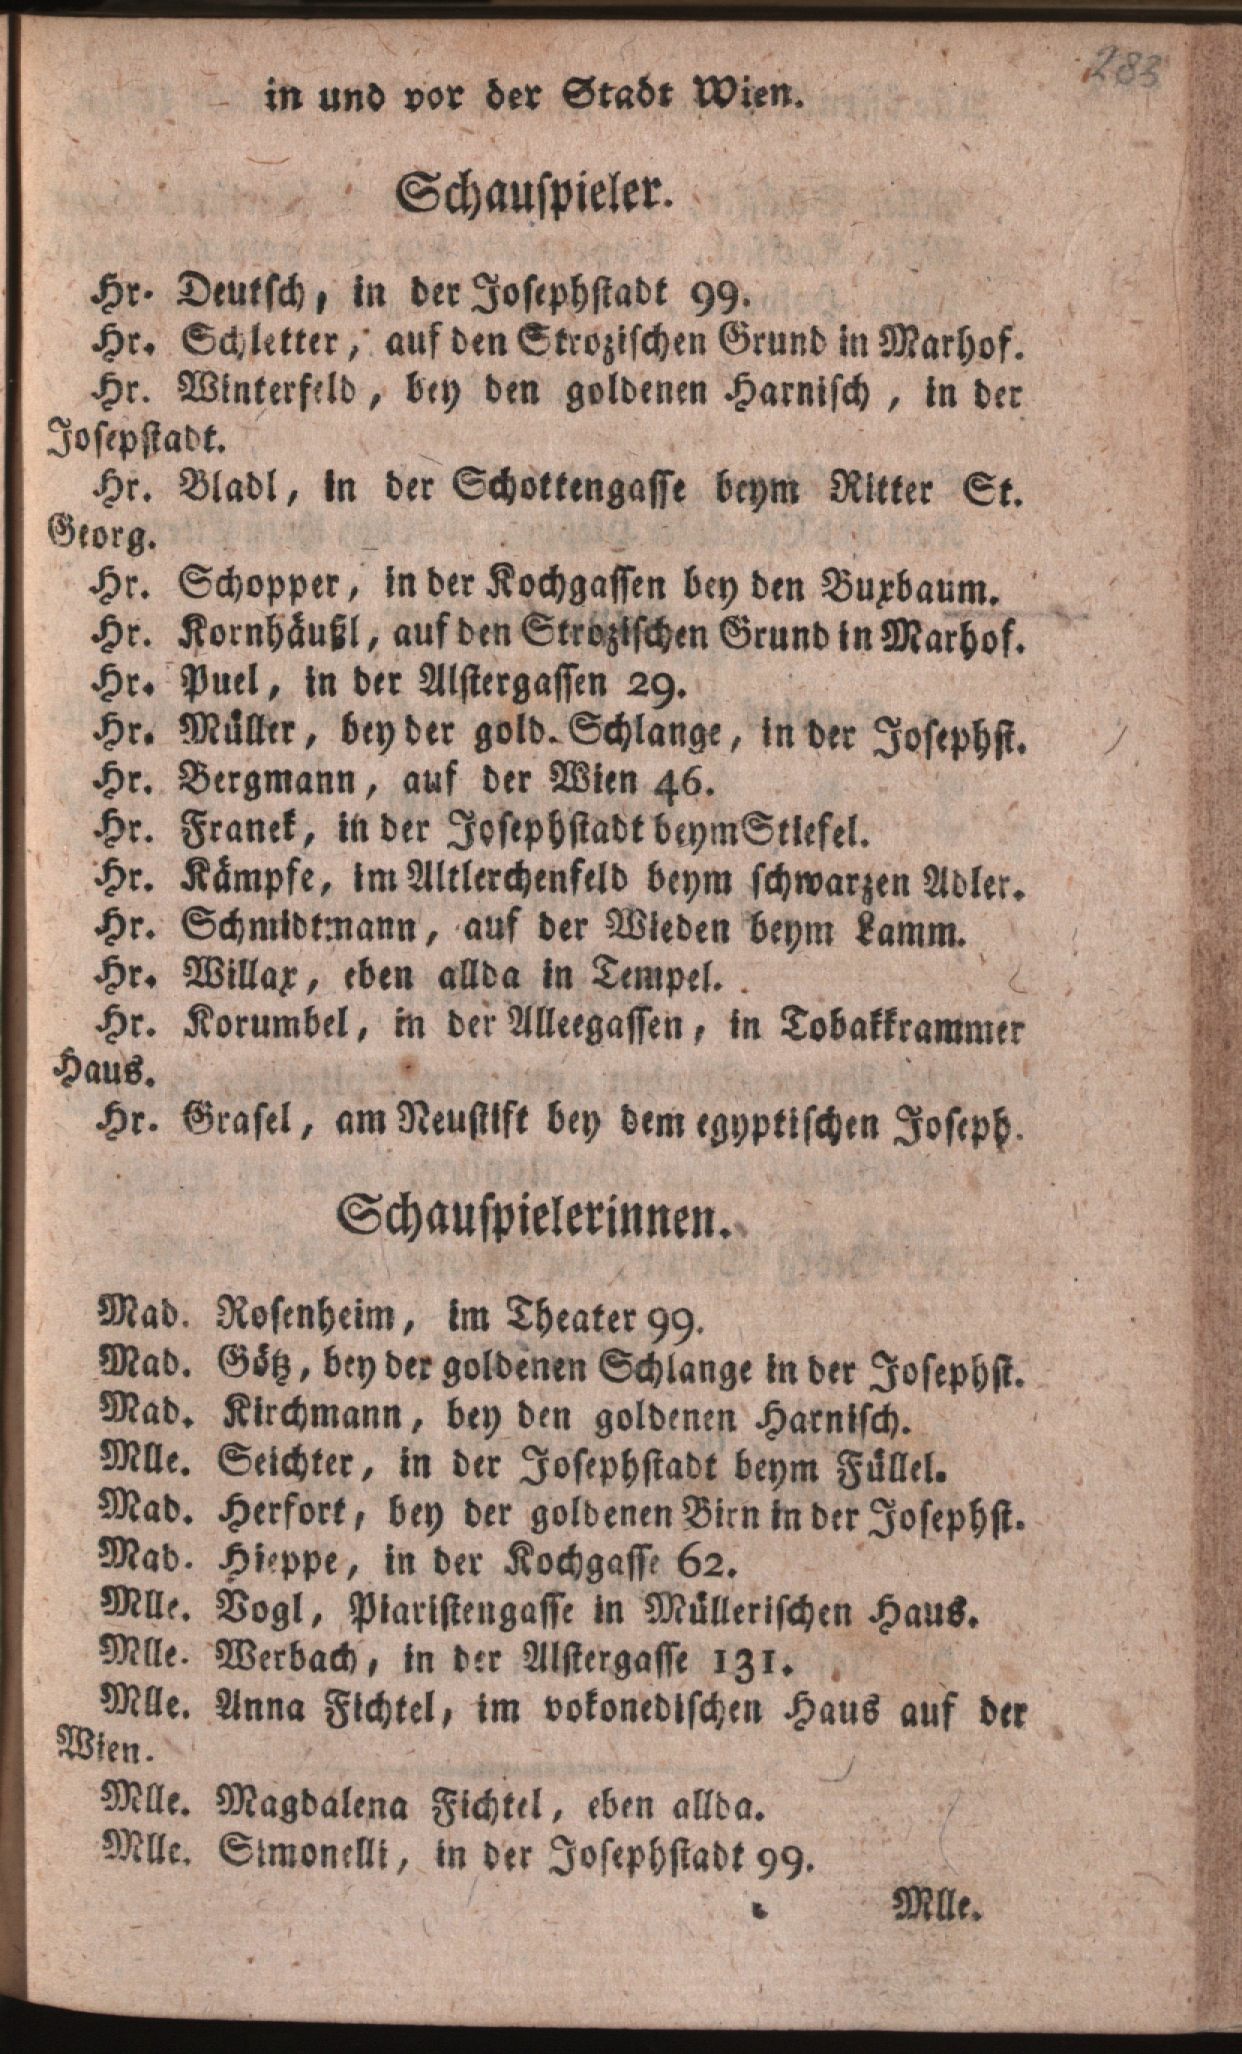 283
in und vor der Stadt Wien.
Schauspieler.
Hr. Deutsch, in der Josephstadt 99.
Hr. Schletter, auf den Strozischen Grund in Marhof.
Hr. Winterfeld, bey den goldenen Harnisch, in der
Josepstadt.
Hr. Bladl, in der Schottengasse beym Ritter St.
Georg.
Hr. Schopper, in der Kochgassen bey den Buxbaum.
Hr. Kornhäußl, auf den Strozischen Grund in Marhof.
Hr. Puel, in der Alstergassen 29.
Hr. Müller, bey der gold. Schlange, in der Josephst.
Hr. Bergmann, auf der Wien 46.
Hr. Franek, in der Josephstadt beym Stiefel.
Hr. Kämpfe, im Altlerchenfeld beym schwarzen Adler.
Hr. Schmidtmann, auf der Wieden beym Lamm.
Hr. Willax, eben allda in Tempel.
Hr. Korumbel, in der Alleegassen, in Tobakkrammer
Haus.
Hr. Grasel, am Neustift bey dem egyptischen Joseph.
Schauspielerinnen.
Mad. Rosenheim, im Theater 99.
Mad. Götz, bey der goldenen Schlange in der Josephst.
Mad. Kirchmann, bey den goldenen Harnisch.
Mlle. Seichter, in der Josephstadt beym Füllel.
Mad. Herfort, bey der goldenen Birn in der Josephst.
Mad. Hieppe, in der Kochgasse 62.
Mlle. Vogl, Piaristengasse in Müllerischen Haus.
Mlle. Werbach, in der Alstergasse 131.
Mlle. Anna Fichtel, im vokonedischen Haus auf der
Wien.
Mlle. Magdalena Fichtel, eben allda.
Mlle. Simonelli, in der Josephstadt 99.
Mlle.